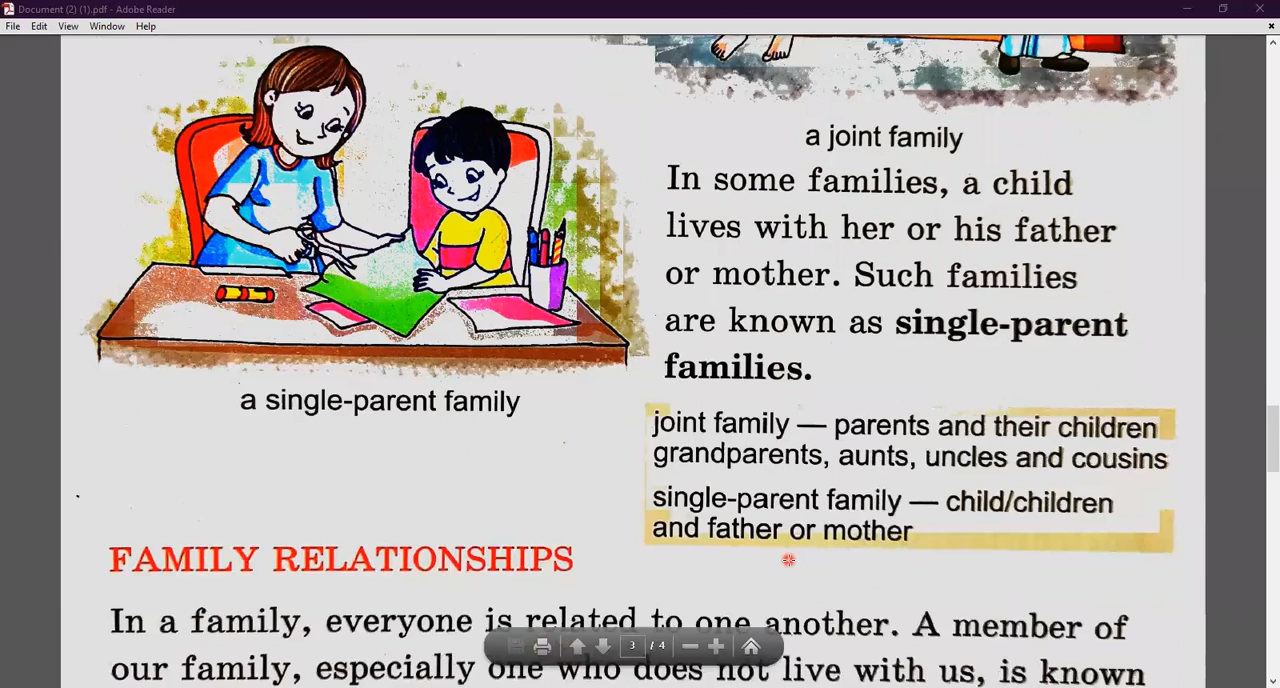 Document (2) (1).pdf - Adobe Reader
File Edit View Window Help
a joint family
In some families, a child
lives with her or his father
or mother. Such families
are known as single-parent
families.
a single-parent family
joint family — parents and their children
grandparents, aunts, uncles and cousins
single-parent family — child/children
and father or mother
FAMILY RELATIONSHIPS
In a family, everyone is related to one another. A member of
our family, especially one who does not live with us, is known
3 / 4